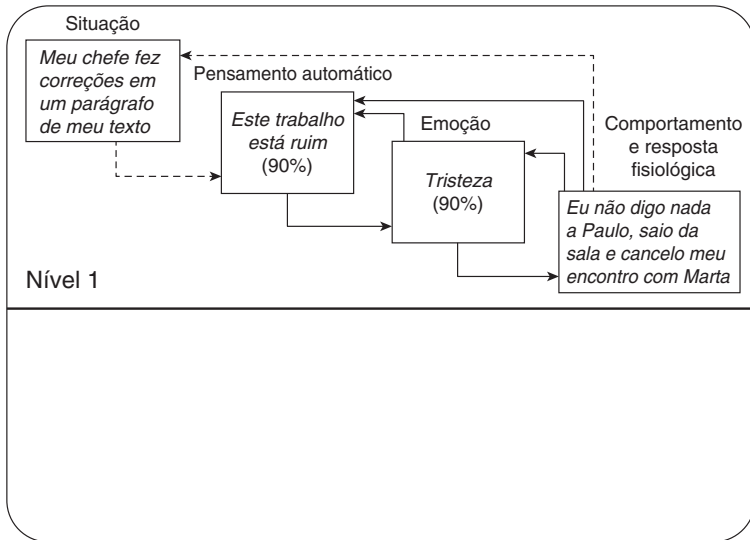 Situação
Meu chefe fez
correções em
um parágrafo
de meu texto
Pensamento automático
Este trabalho
está ruim
(90%)
Emoção
Tristeza
(90%)
Comportamento
e resposta
fisiológica
Eu não digo nada
a Paulo, saio da
sala e cancelo meu
encontro com Marta
Nível 1